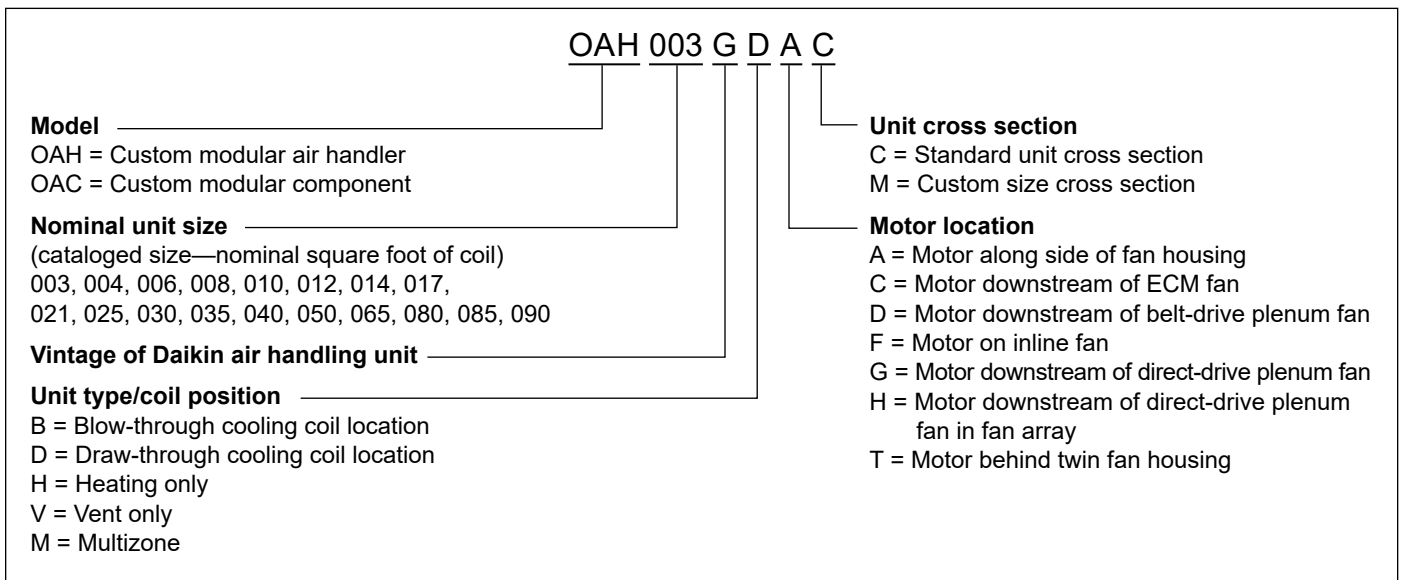 OAH 003 G D A C
Model
OAH = Custom modular air handler
OAC = Custom modular component
Nominal unit size
(cataloged size—nominal square foot of coil)
003, 004, 006, 008, 010, 012, 014, 017,
021, 025, 030, 035, 040, 050, 065, 080, 085, 090
Vintage of Daikin air handling unit
Unit type/coil position
B = Blow-through cooling coil location
D = Draw-through cooling coil location
H = Heating only
V = Vent only
M = Multizone
Unit cross section
C = Standard unit cross section
M = Custom size cross section
Motor location
A = Motor along side of fan housing
C = Motor downstream of ECM fan
D = Motor downstream of belt-drive plenum fan
F = Motor on inline fan
G = Motor downstream of direct-drive plenum fan
H = Motor downstream of direct-drive plenum
fan in fan array
T = Motor behind twin fan housing